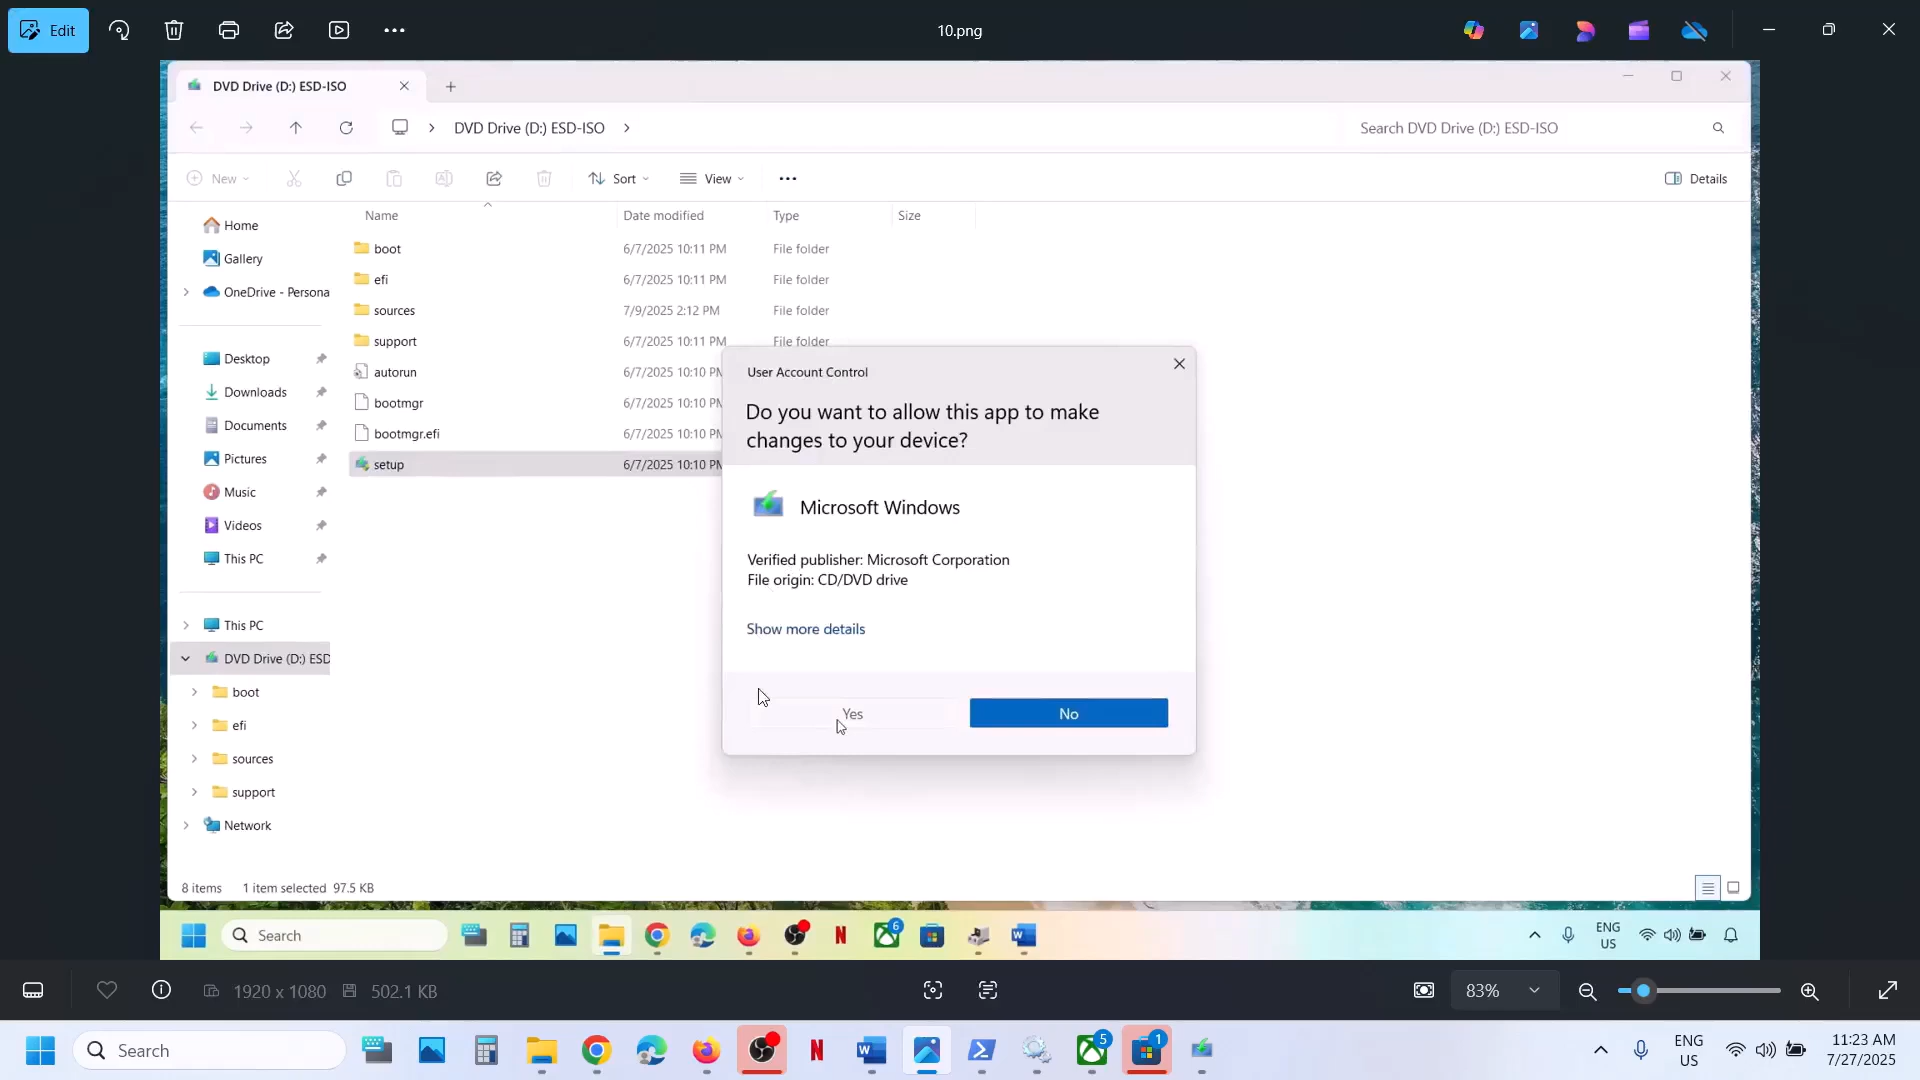 Edit
10.png
DVD Drive (D:) ESD-ISO
DVD Drive (D:) ESD-ISO
Search DVD Drive (D:) ESD-ISO
New
Sort
View
Details
Name Date modified Type Size
Home
Gallery
OneDrive - Persona
Desktop
Downloads
Documents
Pictures
Music
Videos
This PC
This PC
DVD Drive (D:) ESD
boot
efi
sources
support
Network
boot 6/7/2025 10:11 PM File folder
efi 6/7/2025 10:11 PM File folder
sources 7/9/2025 2:12 PM File folder
support 6/7/2025 10:11 PM File folder
autorun 6/7/2025 10:10 PM
bootmgr 6/7/2025 10:10 PM
bootmgr.efi 6/7/2025 10:10 PM
setup 6/7/2025 10:10 PM
User Account Control
Do you want to allow this app to make
changes to your device?
Microsoft Windows
Verified publisher: Microsoft Corporation
File origin: CD/DVD drive
Show more details
Yes
No
8 items 1 item selected 97.5 KB
Search
6
ENG
US
1920 x 1080
502.1 KB
83%
Search
5
1
ENG
US
11:23 AM
7/27/2025